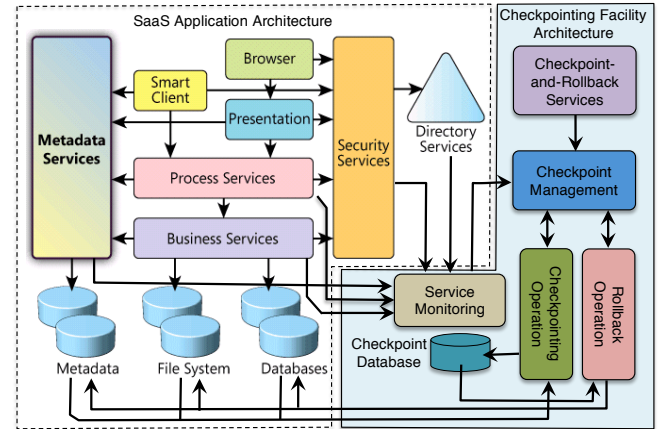 SaaS Application Architecture
Checkpointing Facility
Architecture
Browser
Smart
Client
Presentation
Metadata
Services
Security
Services
Directory
Services
Process Services
Business Services
Checkpoint-
and-Rollback
Services
Checkpoint
Management
Service
Monitoring
Checkpointing
Operation
Rollback
Operation
Checkpoint
Database
Metadata
File System
Databases